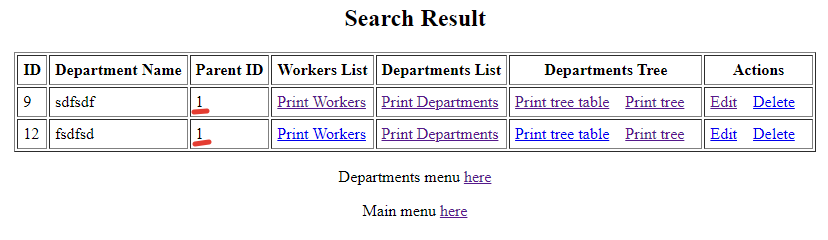 Search Result
ID Department Name Parent ID Workers List Departments List Departments Tree Actions
9 sdfsdf 1 Print Workers Print Departments Print tree table Print tree Edit Delete
12 fsdfsd 1 Print Workers Print Departments Print tree table Print tree Edit Delete
Departments menu here
Main menu here